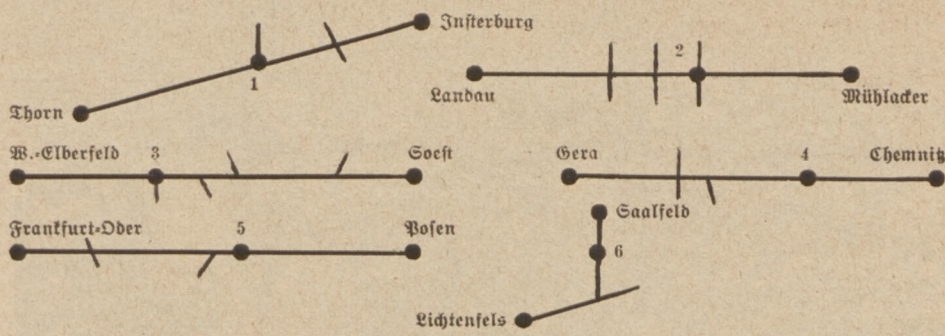 Insterburg
1
Thorn
2
Landau
Mühlacker
W.-Elberfeld 3 Soest
Gera 4 Chemnitz
Frankfurt-Oder 5 Posen
Saalfeld
6
Lichtenfels